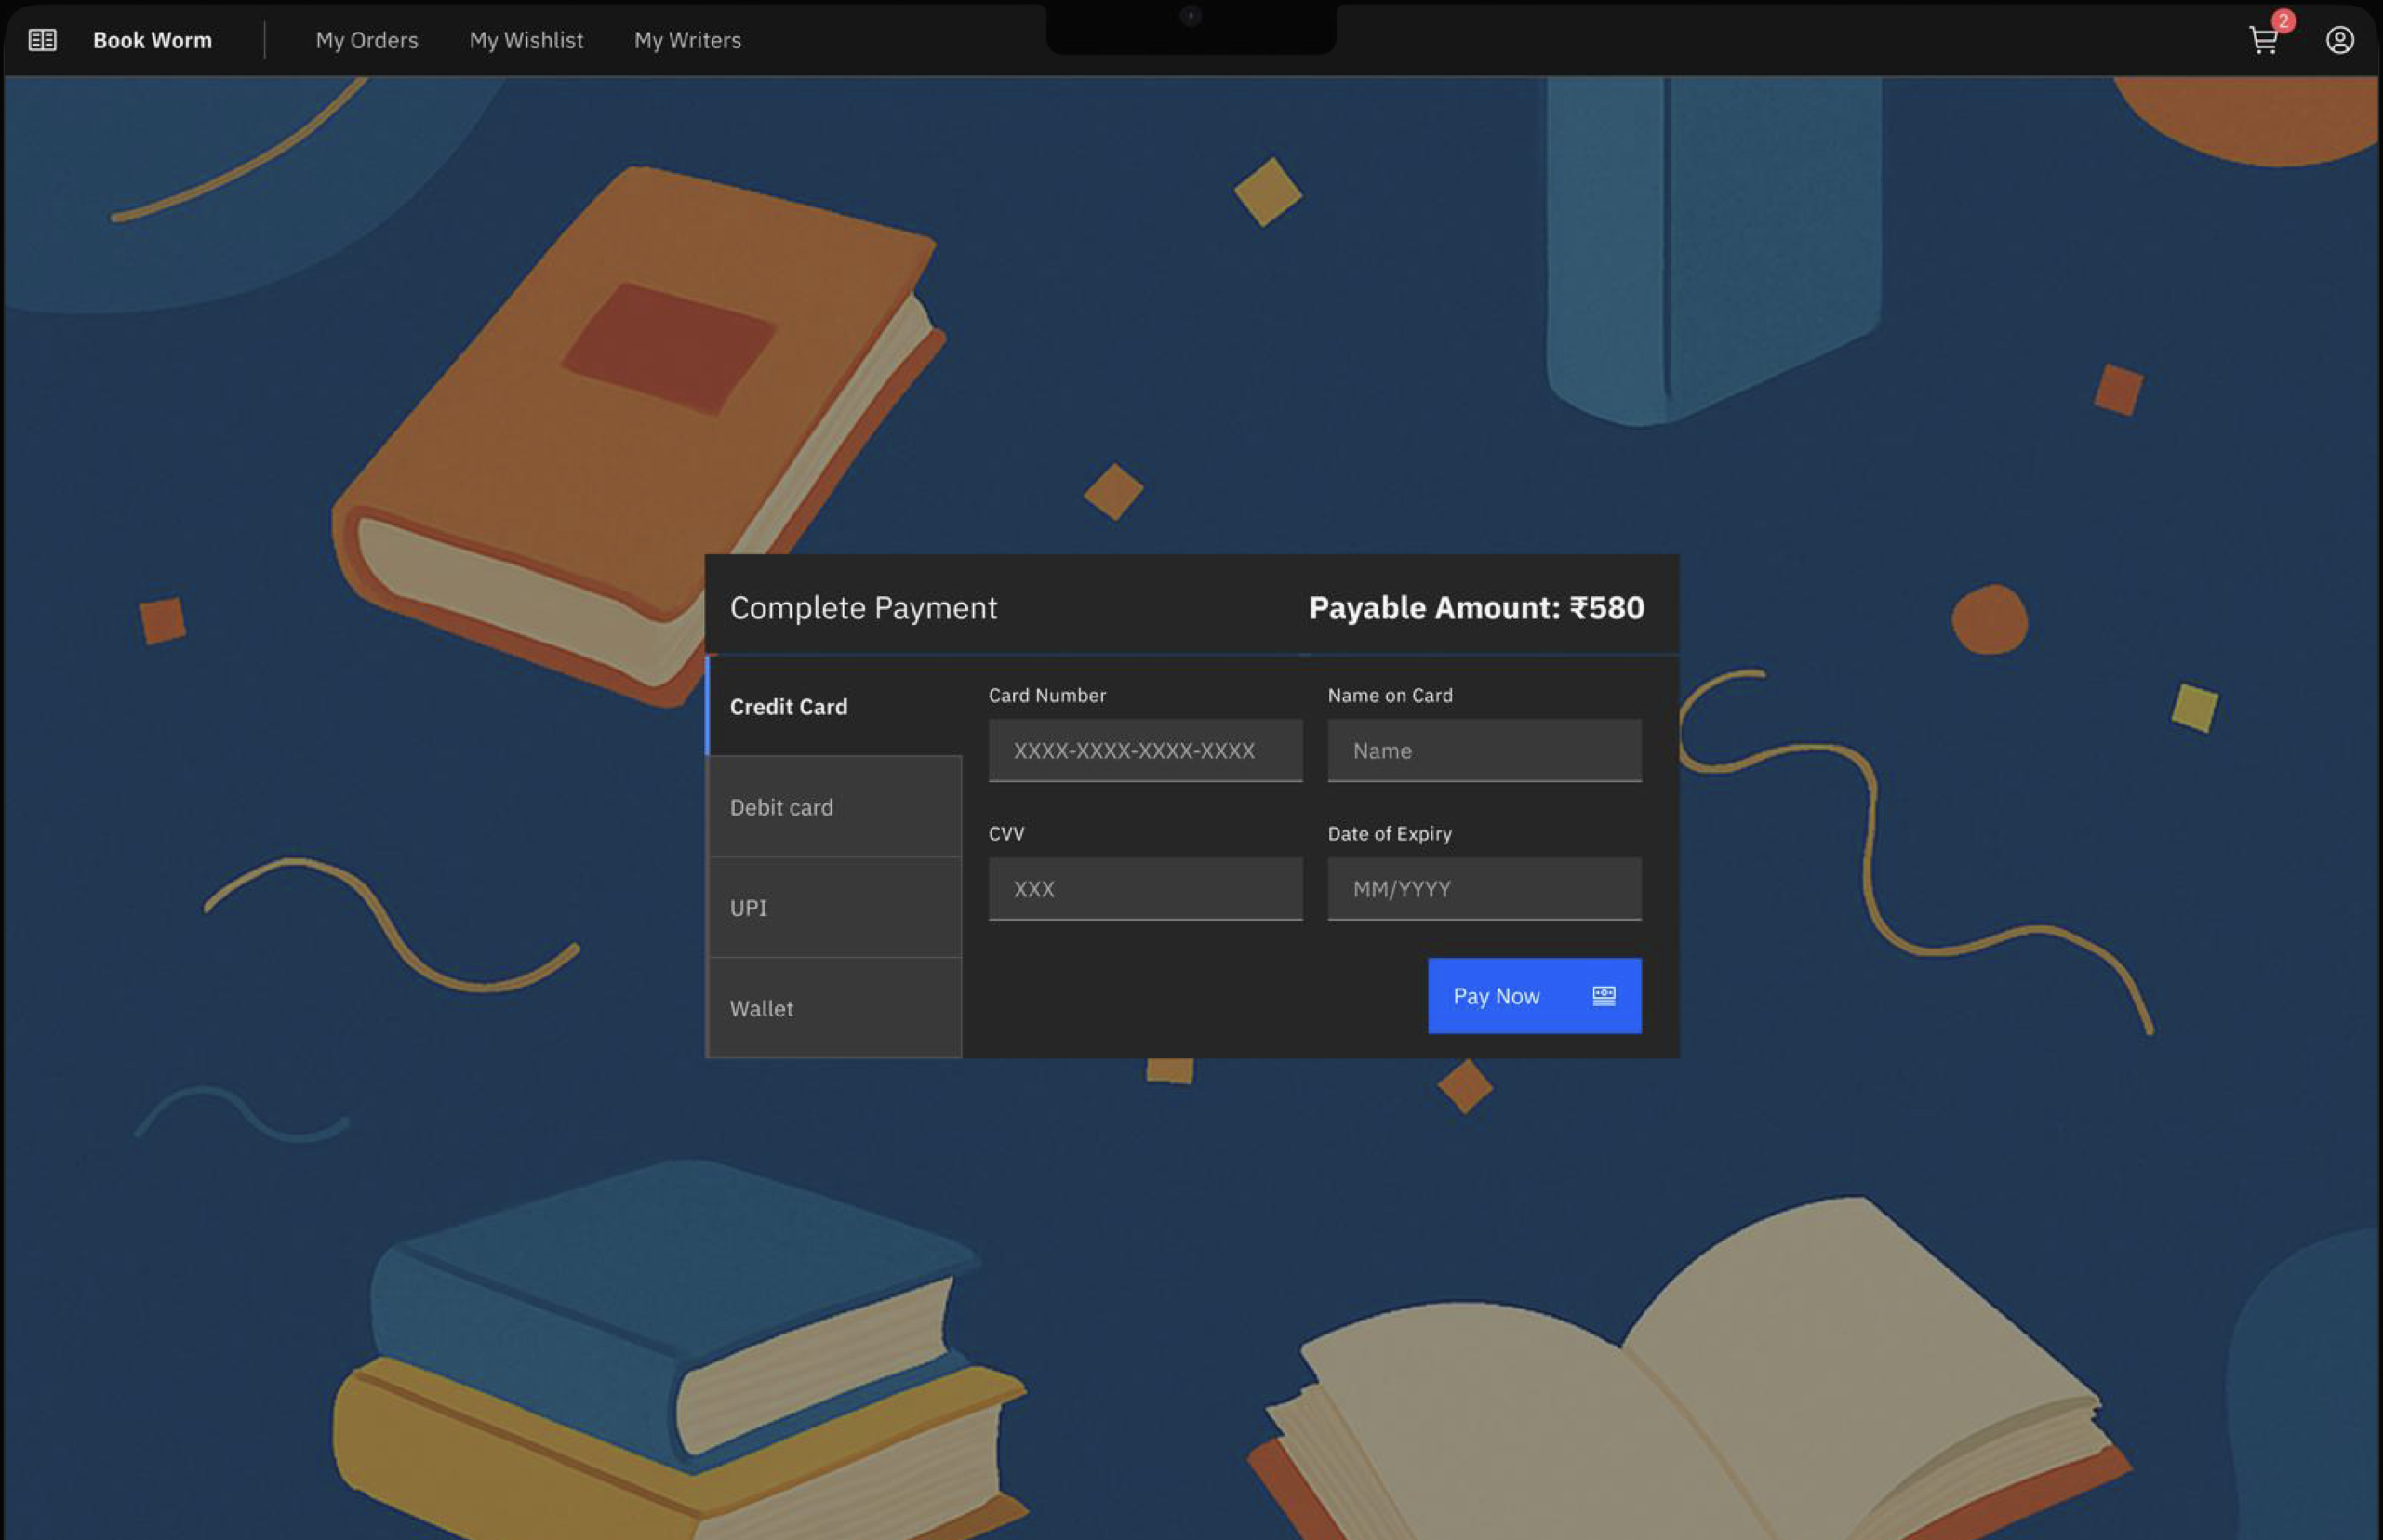 Book Worm My Orders My Wishlist My Writers 2
Complete Payment Payable Amount: ₹580
Credit Card
Debit card
UPI
Wallet
Card Number Name on Card
XXXX-XXXX-XXXX-XXXX Name
CVV Date of Expiry
XXX MM/YYYY
Pay Now